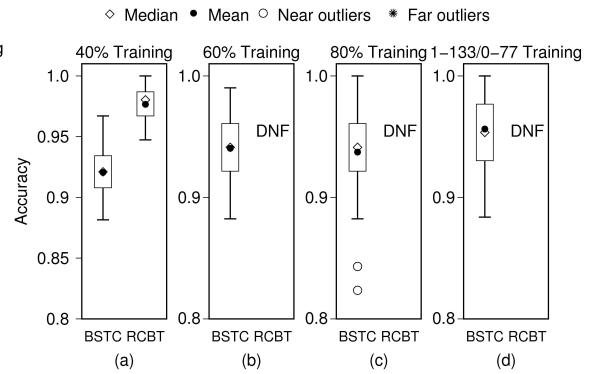 Median Mean Near outliers Far outliers
g
40% Training 60% Training 80% Training 1−133/0−77 Training
1.0 1.0 1.0 1.0
0.95
DNF DNF DNF
0.9 0.9 0.9 0.9
0.85
0.8 0.8 0.8 0.8
Accuracy
BSTC RCBT BSTC RCBT BSTC RCBT BSTC RCBT
(a) (b) (c) (d)